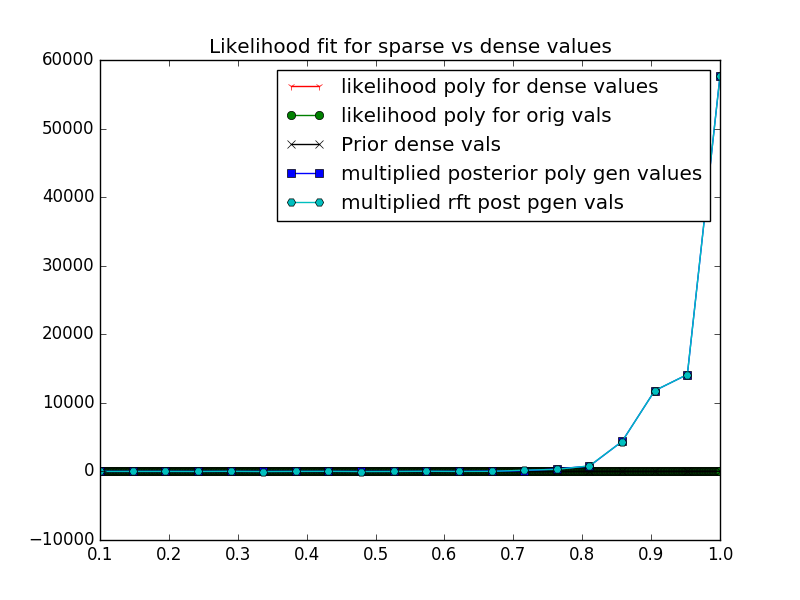 Likelihood fit for sparse vs dense values
likelihood poly for dense values
likelihood poly for orig vals
Prior dense vals
multiplied posterior poly gen values
multiplied rft post pgen vals
60000
50000
40000
30000
20000
10000
0
−10000
0.1 0.2 0.3 0.4 0.5 0.6 0.7 0.8 0.9 1.0